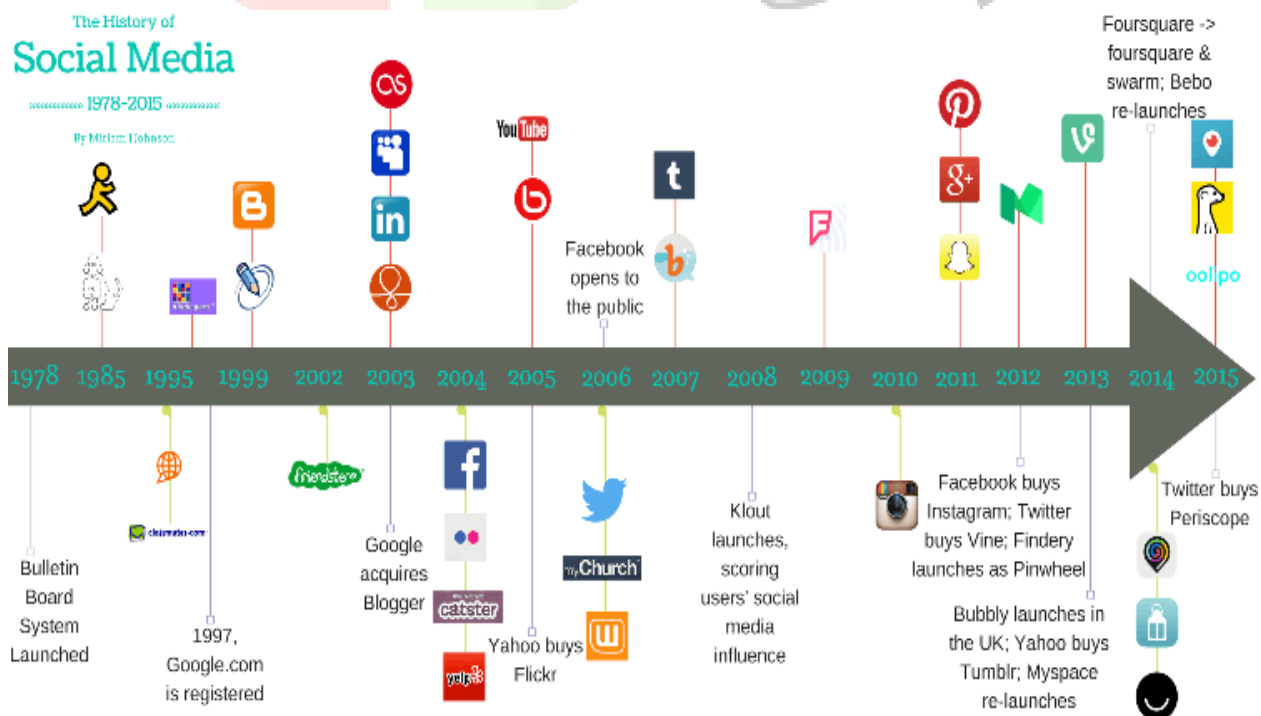 The History of
Social Media
1978-2015
By Miriam J Johnson
YouTube
Facebook
opens to
the public
Foursquare ->
foursquare &
swarm; Bebo
re-launches
oolipo
1978 1985 1995 1999 2002 2003 2004 2005 2006 2007 2008 2009 2010 2011 2012 2013 2014 2015
Bulletin
Board
System
Launched
classmates.com
1997,
Google.com
is registered
friendster
Google
acquires
Blogger
catster
yelp
Yahoo buys
Flickr
myChurch
Klout
launches,
scoring
users' social
media
influence
Facebook buys
Instagram; Twitter
buys Vine; Findery
launches as Pinwheel
Bubbly launches in
the UK; Yahoo buys
Tumblr; Myspace
re-launches
Twitter buys
Periscope